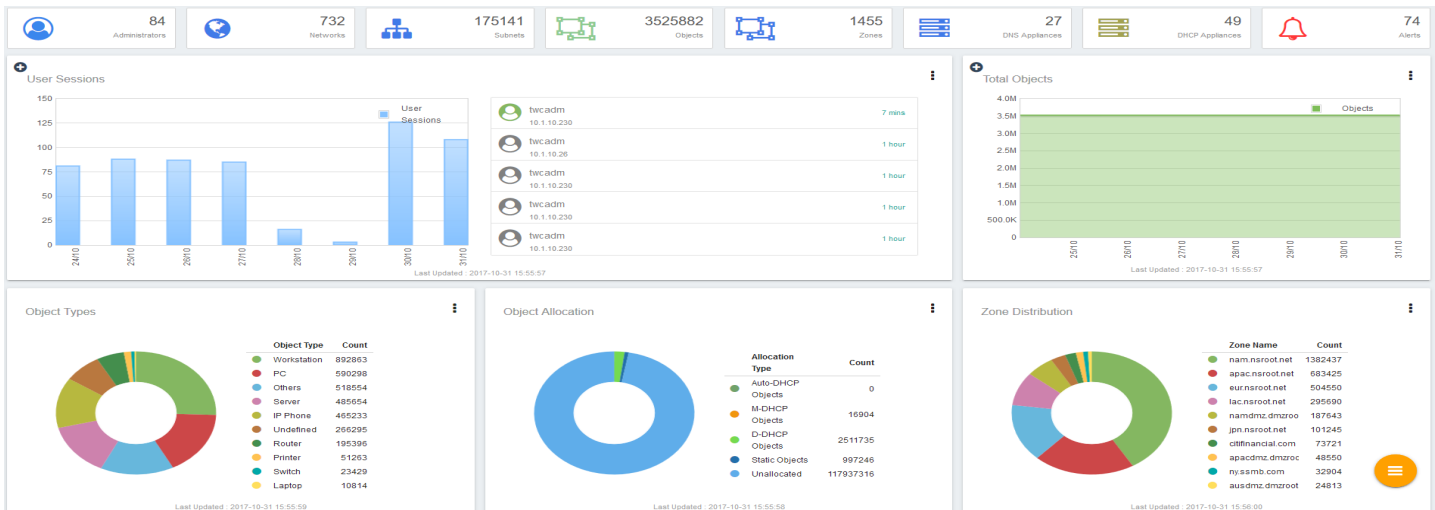 84
Administrators
732
Networks
175141
Subnets
3525882
Objects
1455
Zones
27
DNS Appliances
49
DHCP Appliances
74
Alerts
User Sessions
150
125
100
75
50
25
0
User
Sessions
24/10
25/10
26/10
27/10
28/10
29/10
30/10
31/10
twcadm
10.1.10.230
7 mins
twcadm
10.1.10.26
1 hour
twcadm
10.1.10.230
1 hour
twcadm
10.1.10.230
1 hour
twcadm
10.1.10.230
1 hour
Last Updated : 2017-10-31 15:55:57
Total Objects
4.0M
3.5M
3.0M
2.5M
2.0M
1.5M
1.0M
500.0K
0
Objects
25/10
26/10
27/10
28/10
29/10
30/10
31/10
Last Updated : 2017-10-31 15:55:57
Object Types
Object Type Count
Workstation 892863
PC 590298
Others 518554
Server 485654
IP Phone 465233
Undefined 266295
Router 195396
Printer 51263
Switch 23429
Laptop 10814
Last Updated : 2017-10-31 15:55:59
Object Allocation
Allocation
Type Count
Auto-DHCP
Objects 0
M-DHCP
Objects 16904
D-DHCP
Objects 2511735
Static Objects 997246
Unallocated 117937316
Last Updated : 2017-10-31 15:55:58
Zone Distribution
Zone Name Count
nam.nsroot.net 1382437
apac.nsroot.net 683425
eur.nsroot.net 504550
lac.nsroot.net 295690
namdmz.dmzroo 187643
jpn.nsroot.net 101245
citifinancial.com 73721
apacdmz.dmzroc 48550
ny.ssmb.com 32904
ausdmz.dmzroot 24813
Last Updated : 2017-10-31 15:56:00